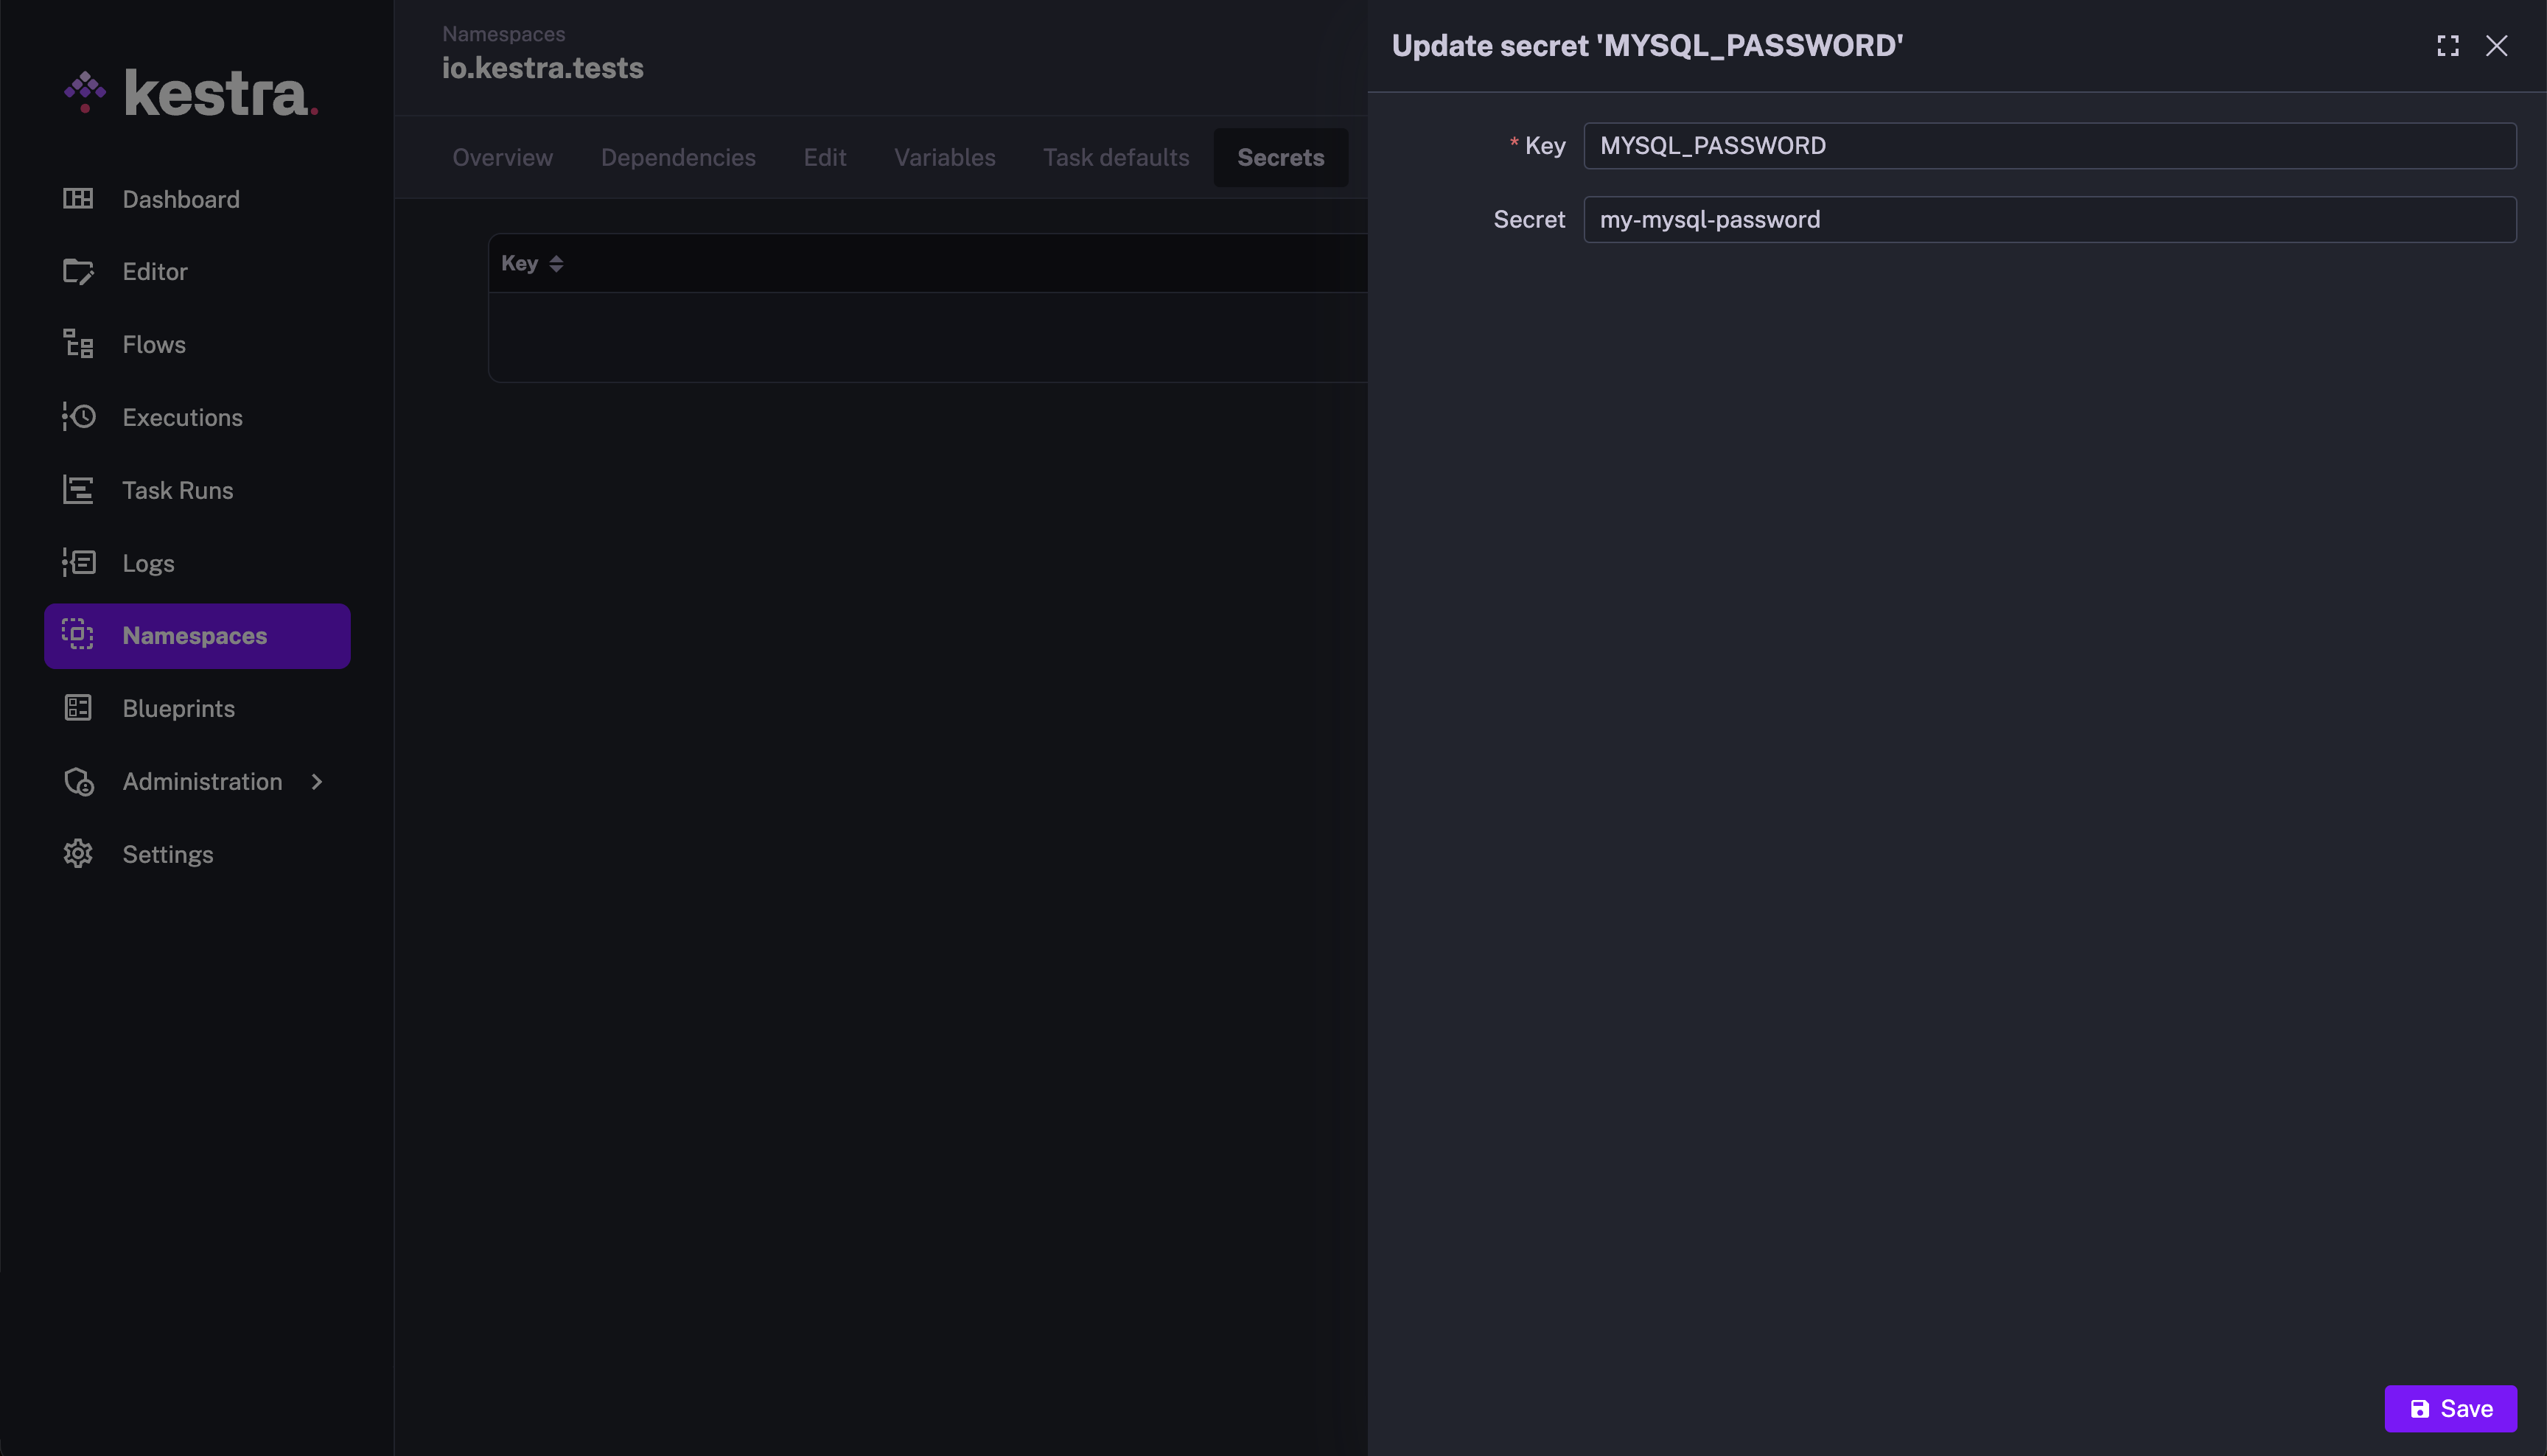 kestra.
Dashboard
Editor
Flows
Executions
Task Runs
Logs
Namespaces
Blueprints
Administration
Settings
Namespaces
io.kestra.tests
Overview Dependencies Edit Variables Task defaults Secrets
Key
Update secret 'MYSQL_PASSWORD'
* Key MYSQL_PASSWORD
Secret my-mysql-password
Save